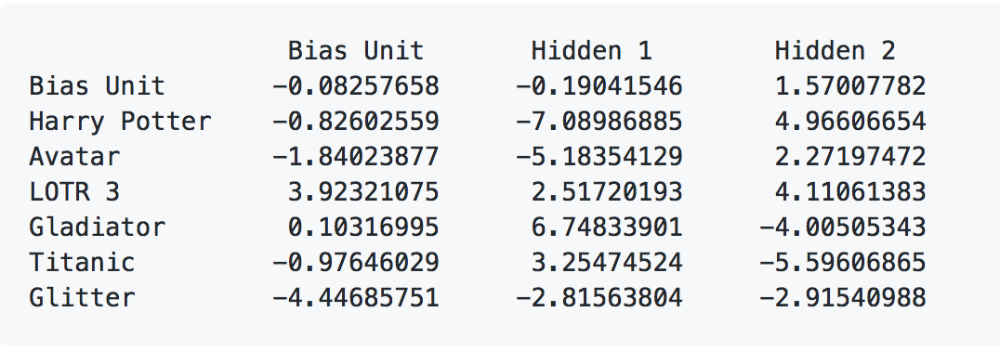 Bias Unit Hidden 1 Hidden 2
Bias Unit -0.08257658 -0.19041546 1.57007782
Harry Potter -0.82602559 -7.08986885 4.96606654
Avatar -1.84023877 -5.18354129 2.27197472
LOTR 3 3.92321075 2.51720193 4.11061383
Gladiator 0.10316995 6.74833901 -4.00505343
Titanic -0.97646029 3.25474524 -5.59606865
Glitter -4.44685751 -2.81563804 -2.91540988